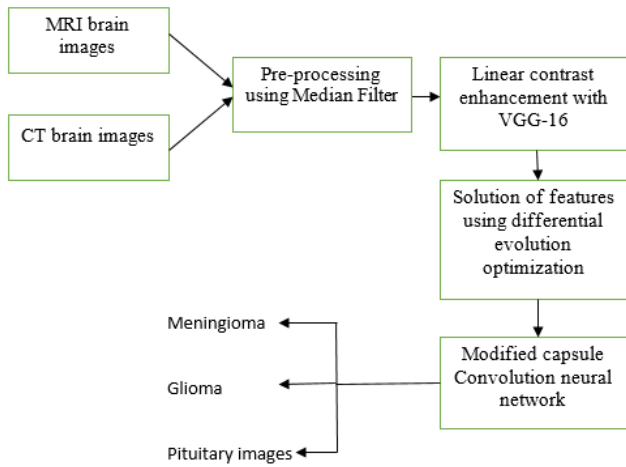 MRI brain
images
CT brain images
Pre-processing
using Median Filter
Linear contrast
enhancement with
VGG-16
Solution of features
using differential
evolution
optimization
Modified capsule
Convolution neural
network
Meningioma
Glioma
Pituitary images